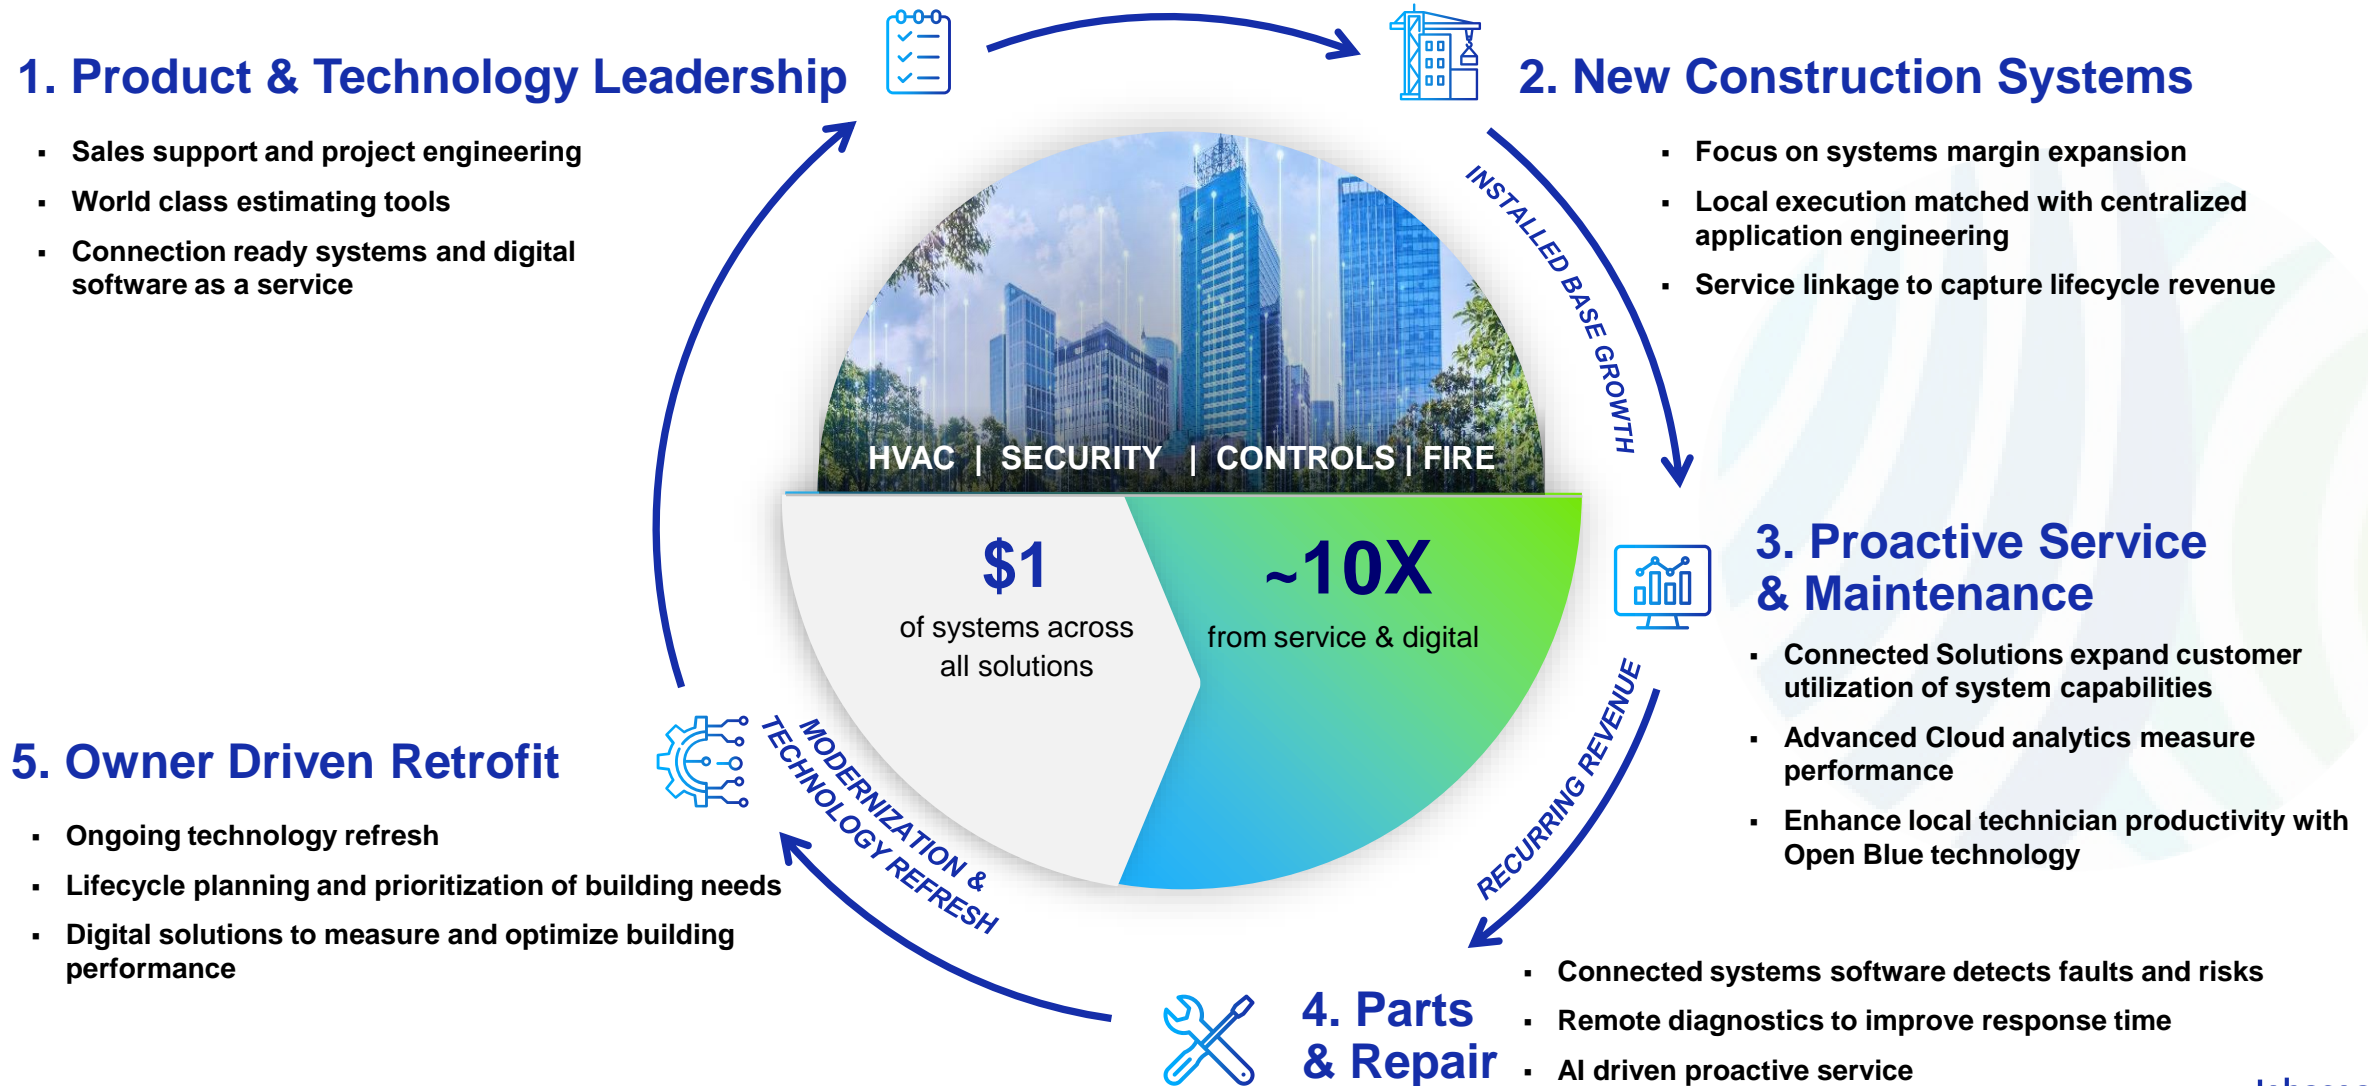 1. Product & Technology Leadership
▪ Sales support and project engineering
▪ World class estimating tools
▪ Connection ready systems and digital
software as a service
2. New Construction Systems
▪ Focus on systems margin expansion
▪ Local execution matched with centralized
application engineering
▪ Service linkage to capture lifecycle revenue
INSTALLED BASE GROWTH
HVAC | SECURITY | CONTROLS | FIRE
$1
of systems across
all solutions
~10X
from service & digital
3. Proactive Service
& Maintenance
▪ Connected Solutions expand customer
utilization of system capabilities
▪ Advanced Cloud analytics measure
performance
▪ Enhance local technician productivity with
Open Blue technology
RECURRING REVENUE
4. Parts
& Repair
▪ Connected systems software detects faults and risks
▪ Remote diagnostics to improve response time
▪ AI driven proactive service
MODERNIZATION &
TECHNOLOGY REFRESH
5. Owner Driven Retrofit
▪ Ongoing technology refresh
▪ Lifecycle planning and prioritization of building needs
▪ Digital solutions to measure and optimize building
performance